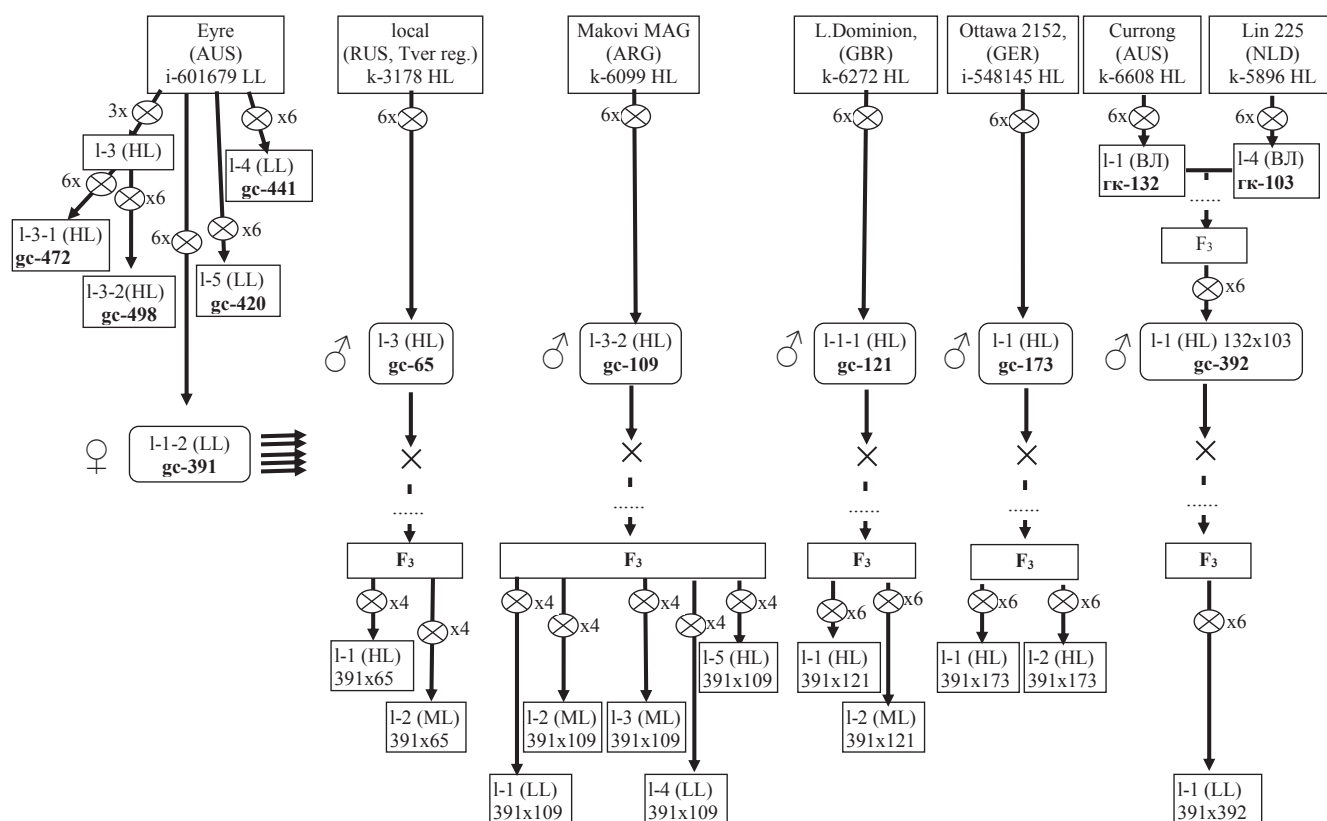 Eyre
(AUS)
i-601679 LL
local
(RUS, Tver reg.)
k-3178 HL
Makovi MAG
(ARG)
k-6099 HL
L.Dominion,
(GBR)
k-6272 HL
Ottawa 2152,
(GER)
i-548145 HL
Currong
(AUS)
k-6608 HL
Lin 225
(NLD)
k-5896 HL
3x
x6
6x
6x
6x
6x
6x
6x
l-3 (HL)
l-4 (LL)
gc-441
l-1 (ВЛ)
гк-132
l-4 (ВЛ)
гк-103
6x
x6
6x
x6
l-3-1 (HL)
gc-472
l-3-2(HL)
gc-498
l-5 (LL)
gc-420
F₃
x6
♂
l-3 (HL)
gc-65
♂
l-3-2 (HL)
gc-109
♂
l-1-1 (HL)
gc-121
♂
l-1 (HL)
gc-173
♂
l-1 (HL) 132x103
gc-392
♀
l-1-2 (LL)
gc-391
F₃
F₃
F₃
F₃
F₃
x4
x4
x4
x4
x4
x4
x4
x6
x6
x6
x6
x6
l-1 (HL)
391x65
l-5 (HL)
391x109
l-1 (HL)
391x121
l-1 (HL)
391x173
l-2 (HL)
391x173
l-2 (ML)
391x65
l-2 (ML)
391x109
l-3 (ML)
391x109
l-2 (ML)
391x121
l-1 (LL)
391x109
l-4 (LL)
391x109
l-1 (LL)
391x392